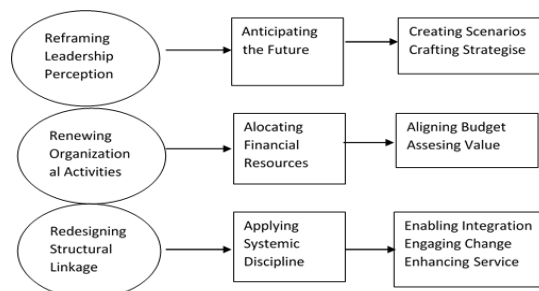 Reframing
Leadership
Perception
Anticipating
the Future
Creating Scenarios
Crafting Strategise
Renewing
Organization
al Activities
Alocating
Financial
Resources
Aligning Budget
Assesing Value
Redesigning
Structural
Linkage
Applying
Systemic
Discipline
Enabling Integration
Engaging Change
Enhancing Service